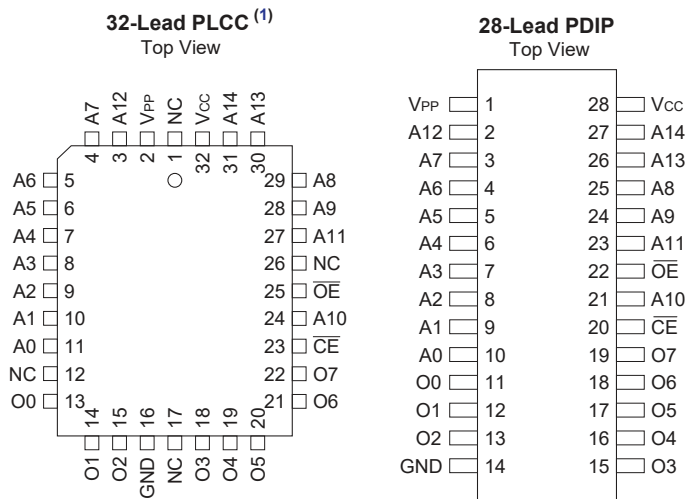 32-Lead PLCC (1)
Top View
A7
A12
VPP
NC
VCC
A14
A13
4
3
2
1
32
31
30
A6 5
A5 6
A4 7
A3 8
A2 9
A1 10
A0 11
NC 12
O0 13
29 A8
28 A9
27 A11
26 NC
25 OE
24 A10
23 CE
22 O7
21 O6
14
15
16
17
18
19
20
O1
O2
GND
NC
O3
O4
O5
28-Lead PDIP
Top View
VPP 1 28 VCC
A12 2 27 A14
A7 3 26 A13
A6 4 25 A8
A5 5 24 A9
A4 6 23 A11
A3 7 22 OE
A2 8 21 A10
A1 9 20 CE
A0 10 19 O7
O0 11 18 O6
O1 12 17 O5
O2 13 16 O4
GND 14 15 O3